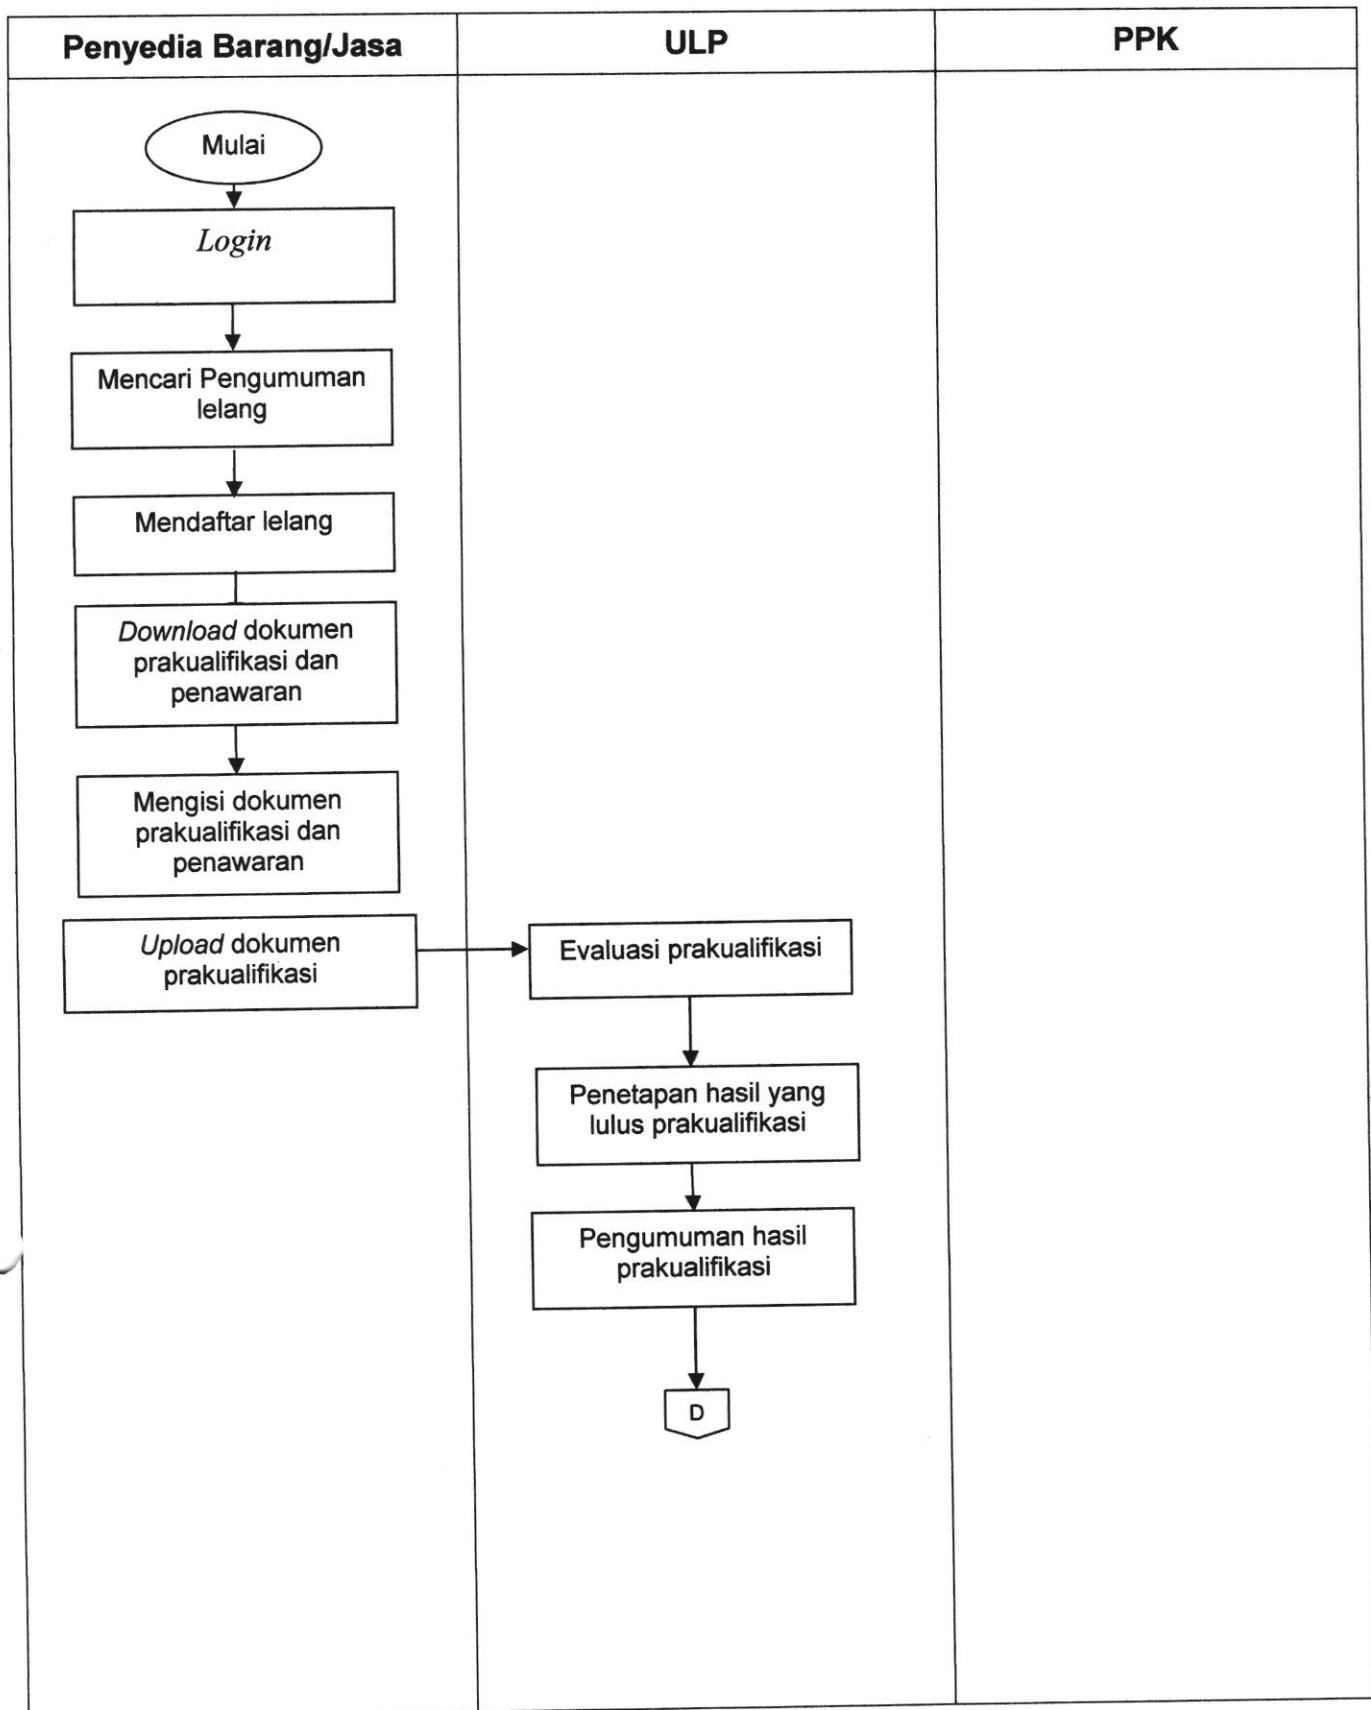 Penyedia Barang/Jasa
ULP
PPK
Mulai
Login
Mencari Pengumuman
lelang
Mendaftar lelang
Download dokumen
prakualifikasi dan
penawaran
Mengisi dokumen
prakualifikasi dan
penawaran
Upload dokumen
prakualifikasi
Evaluasi prakualifikasi
Penetapan hasil yang
lulus prakualifikasi
Pengumuman hasil
prakualifikasi
D